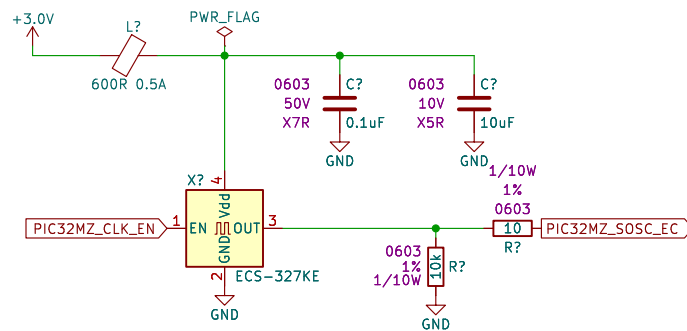 +3.0V
L?
600R 0.5A
PWR_FLAG
0603
50V
X7R
C?
0.1uF
GND
0603
10V
X5R
C?
10uF
GND
X?
4
Vdd
PIC32MZ_CLK_EN
1
EN
OUT
3
GND
2
ECS-327KE
GND
1/10W
1%
0603
10
R?
PIC32MZ_SOSC_EC
0603
1%
1/10W
10k
R?
GND